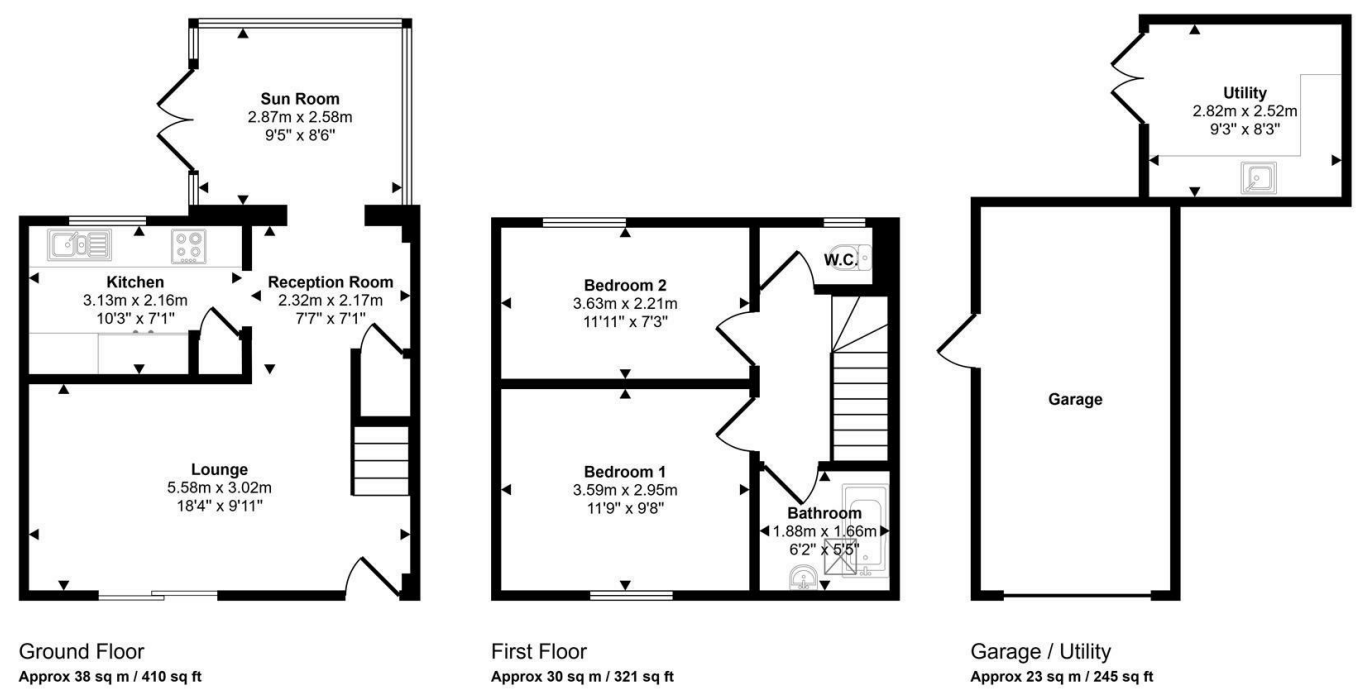 Sun Room
2.87m x 2.58m
9'5" x 8'6"
Kitchen
3.13m x 2.16m
10'3" x 7'1"
Reception Room
2.32m x 2.17m
7'7" x 7'1"
Lounge
5.58m x 3.02m
18'4" x 9'11"
Ground Floor
Approx 38 sq m / 410 sq ft
W.C.
Bedroom 2
3.63m x 2.21m
11'11" x 7'3"
Bedroom 1
3.59m x 2.95m
11'9" x 9'8"
Bathroom
1.88m x 1.66m
6'2" x 5'5"
First Floor
Approx 30 sq m / 321 sq ft
Utility
2.82m x 2.52m
9'3" x 8'3"
Garage
Garage / Utility
Approx 23 sq m / 245 sq ft